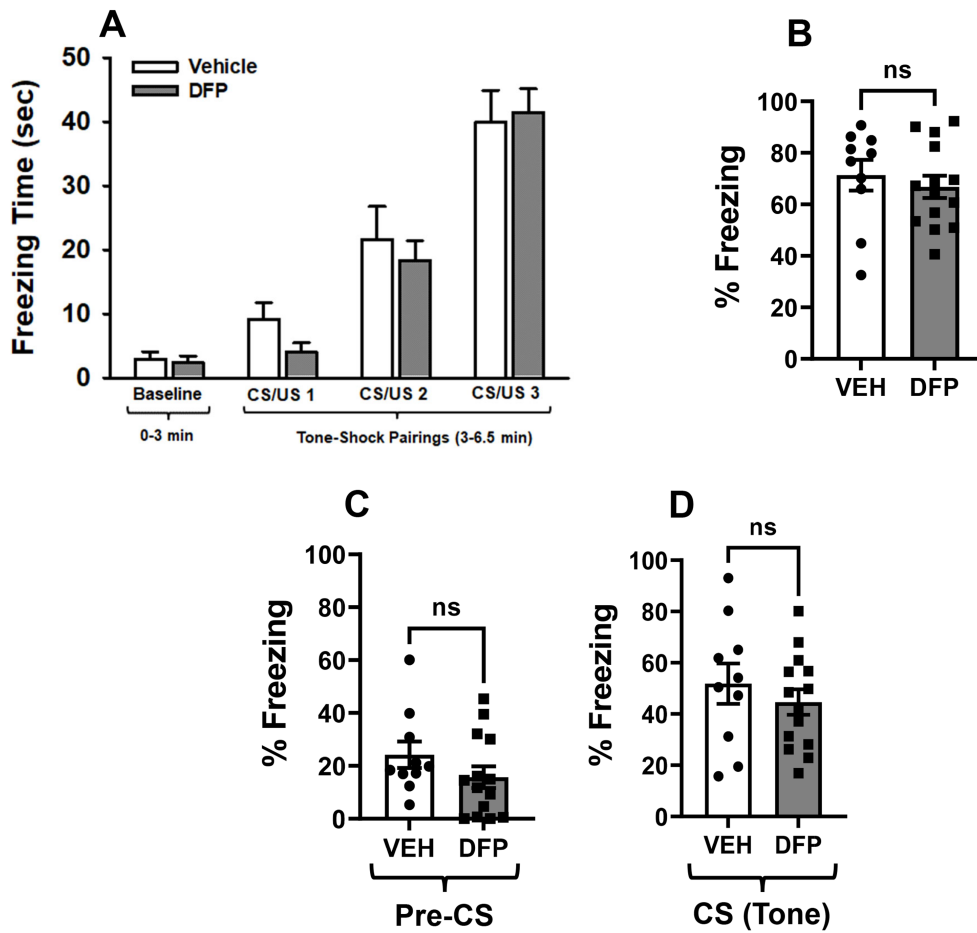 A
Freezing Time (sec)
50
40
30
20
10
0
Vehicle
DFP
Baseline
CS/US 1
CS/US 2
CS/US 3
0-3 min
Tone-Shock Pairings (3-6.5 min)
B
ns
% Freezing
100
80
60
40
20
0
VEH
DFP
C
ns
% Freezing
100
80
60
40
20
0
VEH
DFP
Pre-CS
D
ns
% Freezing
100
80
60
40
20
0
VEH
DFP
CS (Tone)